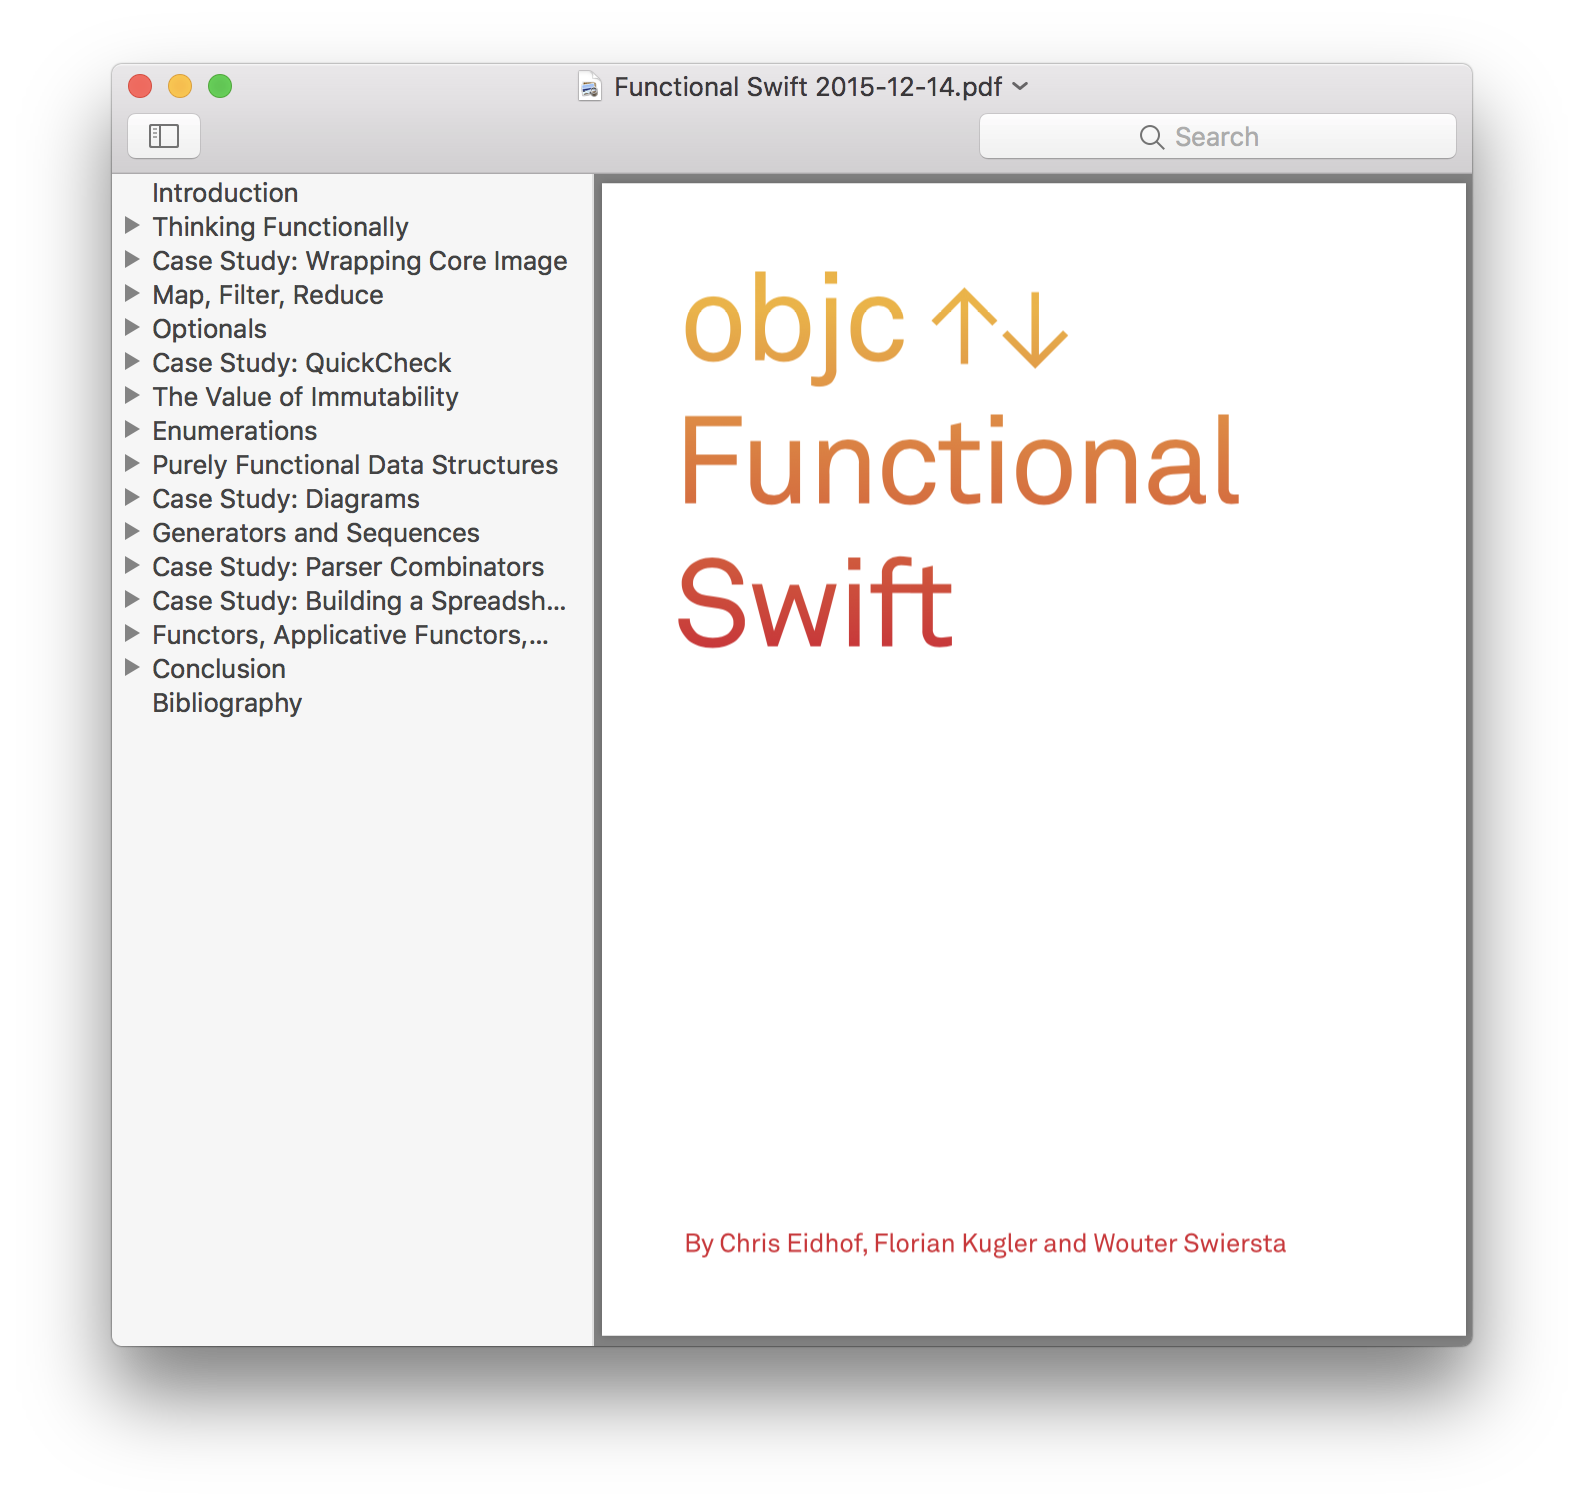 Functional Swift 2015-12-14.pdf
Search
Introduction
Thinking Functionally
Case Study: Wrapping Core Image
Map, Filter, Reduce
Optionals
Case Study: QuickCheck
The Value of Immutability
Enumerations
Purely Functional Data Structures
Case Study: Diagrams
Generators and Sequences
Case Study: Parser Combinators
Case Study: Building a Spreadsh...
Functors, Applicative Functors,...
Conclusion
Bibliography
objc ↑↓
Functional
Swift
By Chris Eidhof, Florian Kugler and Wouter Swiersta